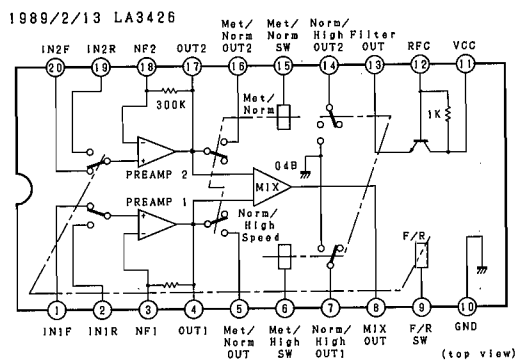 1989/2/13 LA3426
Met/ Met/ Norm/
Norm Norm High Filter
IN2F IN2R NF2 OUT2 OUT2 SW OUT2 OUT RFC VCC
20 19 18 17 16 15 14 13 12 11
300K
Met/
Norm
1K
PREAMP 2
0dB
MIX
PREAMP 1
Norm/
High
Speed
F/R
1 2 3 4 5 6 7 8 9 10
IN1F IN1R NF1 OUT1 Met/ Met/ Norm/ MIX F/R GND
Norm High High OUT SW
OUT SW OUT1
(top view)